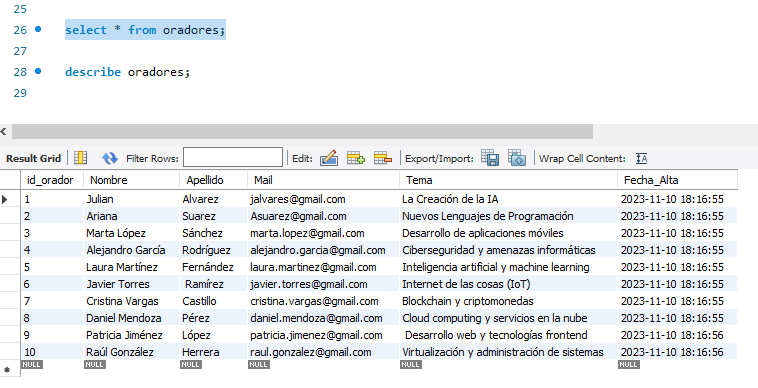 25
26 select * from oradores;
27
28 describe oradores;
29
Result Grid Filter Rows: Edit: Export/Import: Wrap Cell Content: IA
id_orador Nombre Apellido Mail Tema Fecha_Alta
1 Julian Alvarez jalvares@gmail.com La Creación de la IA 2023-11-10 18:16:55
2 Ariana Suarez Asuarez@gmail.com Nuevos Lenguajes de Programación 2023-11-10 18:16:55
3 Marta López Sánchez marta.lopez@gmail.com Desarrollo de aplicaciones móviles 2023-11-10 18:16:55
4 Alejandro García Rodríguez alejandro.garcia@gmail.com Ciberseguridad y amenazas informáticas 2023-11-10 18:16:55
5 Laura Martínez Fernández laura.martinez@gmail.com Inteligencia artificial y machine learning 2023-11-10 18:16:55
6 Javier Torres Ramírez javier.torres@gmail.com Internet de las cosas (IoT) 2023-11-10 18:16:55
7 Cristina Vargas Castillo cristina.vargas@gmail.com Blockchain y criptomonedas 2023-11-10 18:16:55
8 Daniel Mendoza Pérez daniel.mendoza@gmail.com Cloud computing y servicios en la nube 2023-11-10 18:16:55
9 Patricia Jiménez López patricia.jimenez@gmail.com Desarrollo web y tecnologías frontend 2023-11-10 18:16:56
10 Raúl González Herrera raul.gonzalez@gmail.com Virtualización y administración de sistemas 2023-11-10 18:16:56
NULL NULL NULL NULL NULL NULL